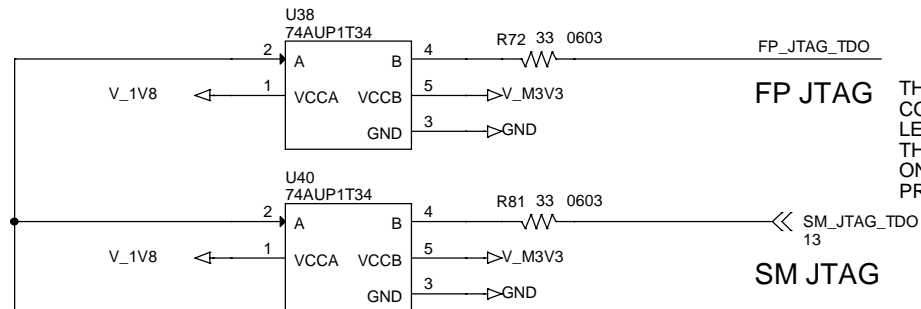 U38
74AUP1T34
2 A B 4 R72 33 0603 FP_JTAG_TDO
V_1V8 1 VCCA VCCB 5 V_M3V3
GND 3 GND
FP JTAG
U40
74AUP1T34
2 A B 4 R81 33 0603 SM_JTAG_TDO
13
V_1V8 1 VCCA VCCB 5 V_M3V3
GND 3 GND
SM JTAG
TH
CO
LE
TH
ON
PR